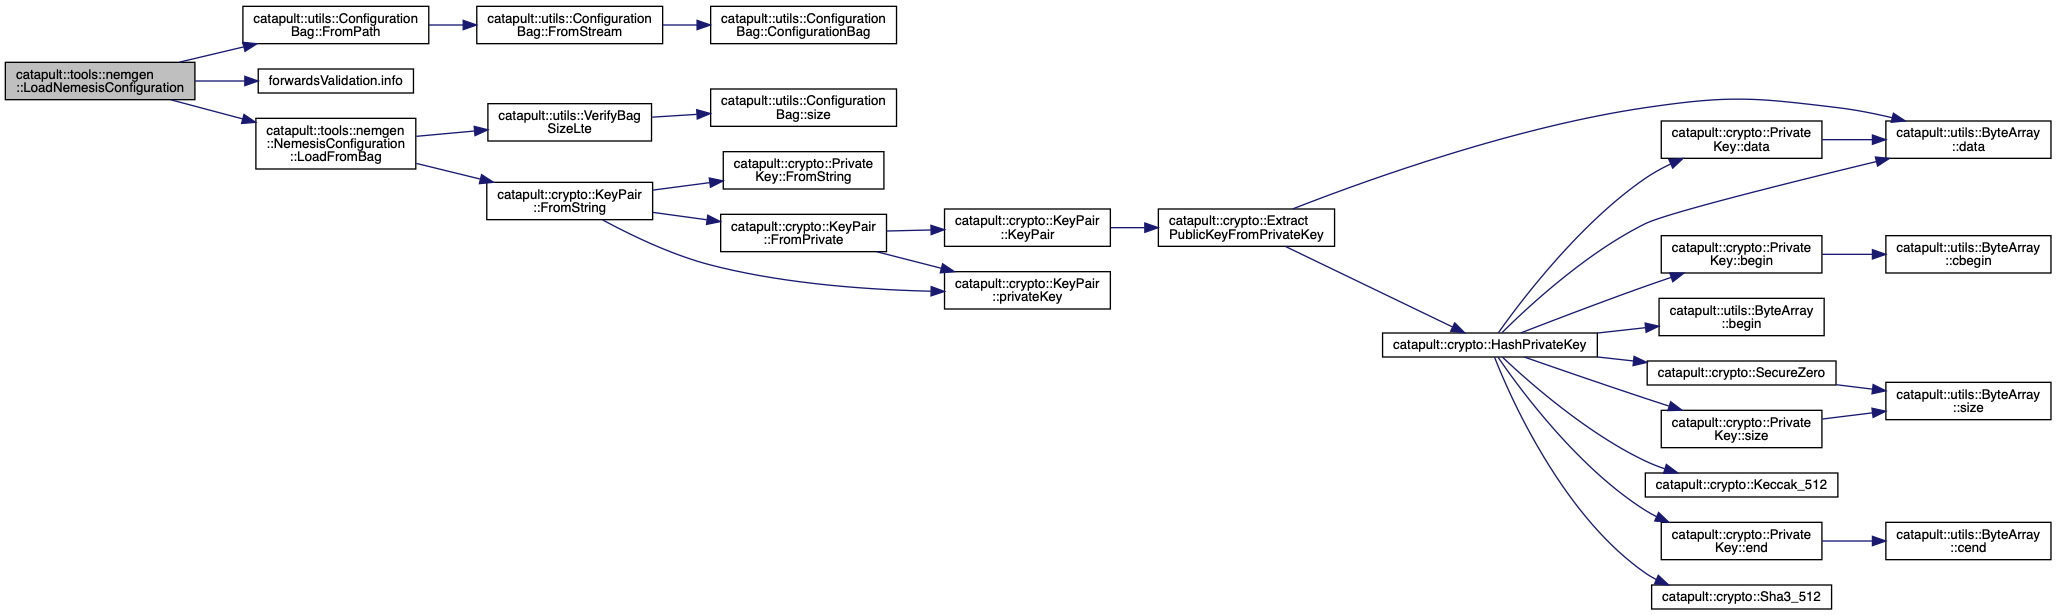 catapult::tools::nemgen
::LoadNemesisConfiguration
catapult::utils::Configuration
Bag::FromPath
catapult::utils::Configuration
Bag::FromStream
catapult::utils::Configuration
Bag::ConfigurationBag
forwardsValidation.info
catapult::tools::nemgen
::NemesisConfiguration
::LoadFromBag
catapult::utils::VerifyBag
SizeLte
catapult::utils::Configuration
Bag::size
catapult::crypto::KeyPair
::FromString
catapult::crypto::Private
Key::FromString
catapult::crypto::KeyPair
::FromPrivate
catapult::crypto::KeyPair
::KeyPair
catapult::crypto::KeyPair
::privateKey
catapult::crypto::Extract
PublicKeyFromPrivateKey
catapult::crypto::HashPrivateKey
catapult::crypto::Private
Key::data
catapult::utils::ByteArray
::data
catapult::crypto::Private
Key::begin
catapult::utils::ByteArray
::cbegin
catapult::utils::ByteArray
::begin
catapult::crypto::SecureZero
catapult::crypto::Private
Key::size
catapult::utils::ByteArray
::size
catapult::crypto::Keccak_512
catapult::crypto::Private
Key::end
catapult::utils::ByteArray
::cend
catapult::crypto::Sha3_512